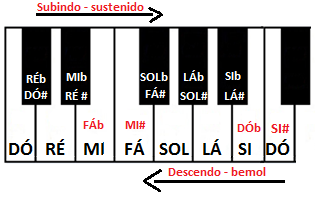 Subindo - sustenido
RÉb MIb SOLb LÁb SIb
DÓ# RÉ # FÁ# SOL# LÁ#
FÁb MI# DÓb SI#
DÓ RÉ MI FÁ SOL LÁ SI DÓ
Descendo - bemol